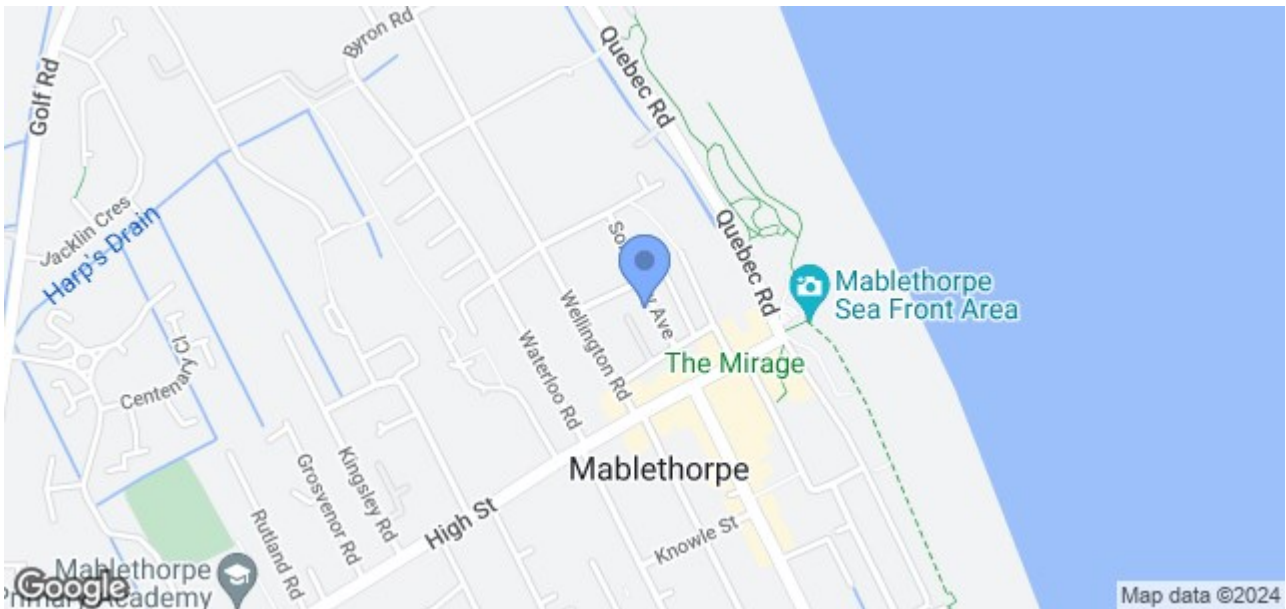 Byron Rd
Quebec Rd
Golf Rd
Jacklin Cres
Harp's Drain
Quebec Rd
Ave
Mablethorpe
Sea Front Area
Centenary Cl
Waterloo Rd
Wellington Rd
The Mirage
Mablethorpe
Kingsley Rd
Grosvenor Rd
Rutland Rd
High St
Knowle St
Mablethorpe
Academy
Google
Map data ©2024